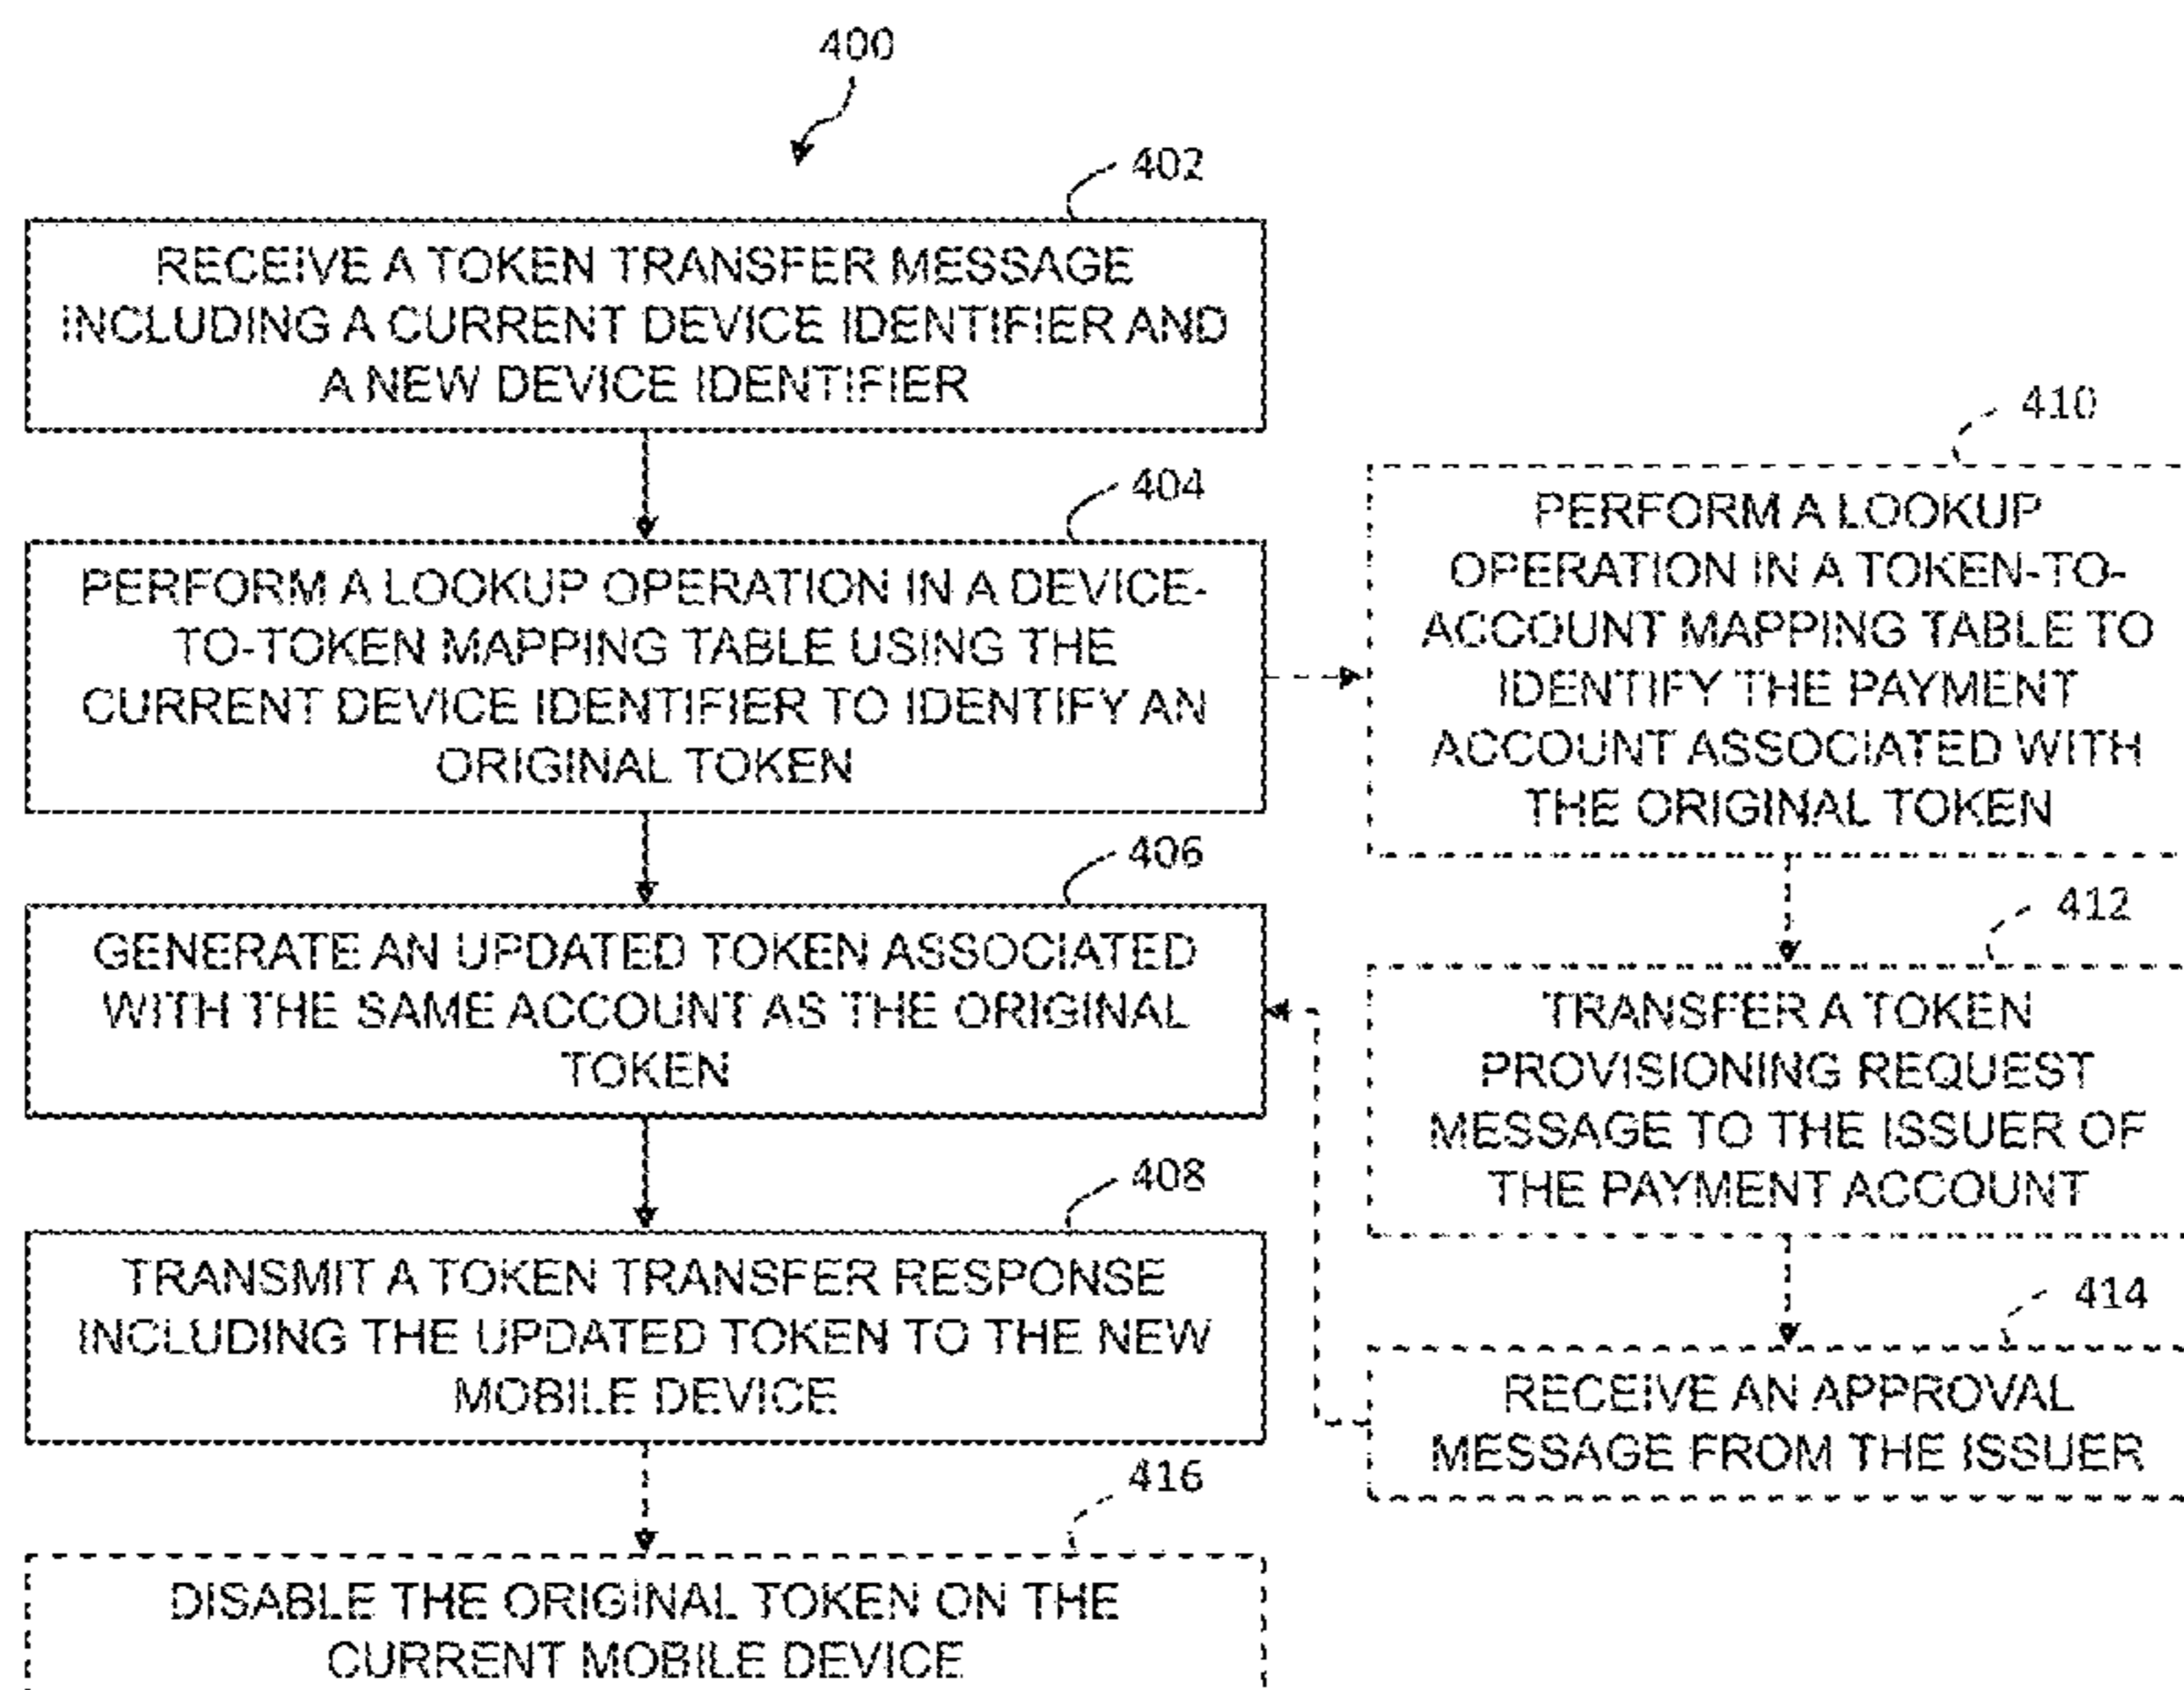 400
402
RECEIVE A TOKEN TRANSFER MESSAGE
INCLUDING A CURRENT DEVICE IDENTIFIER AND
A NEW DEVICE IDENTIFIER
404
PERFORM A LOOKUP OPERATION IN A DEVICE-
TO-TOKEN MAPPING TABLE USING THE
CURRENT DEVICE IDENTIFIER TO IDENTIFY AN
ORIGINAL TOKEN
406
GENERATE AN UPDATED TOKEN ASSOCIATED
WITH THE SAME ACCOUNT AS THE ORIGINAL
TOKEN
408
TRANSMIT A TOKEN TRANSFER RESPONSE
INCLUDING THE UPDATED TOKEN TO THE NEW
MOBILE DEVICE
416
DISABLE THE ORIGINAL TOKEN ON THE
CURRENT MOBILE DEVICE
410
PERFORM A LOOKUP
OPERATION IN A TOKEN-TO-
ACCOUNT MAPPING TABLE TO
IDENTIFY THE PAYMENT
ACCOUNT ASSOCIATED WITH
THE ORIGINAL TOKEN
412
TRANSFER A TOKEN
PROVISIONING REQUEST
MESSAGE TO THE ISSUER OF
THE PAYMENT ACCOUNT
414
RECEIVE AN APPROVAL
MESSAGE FROM THE ISSUER